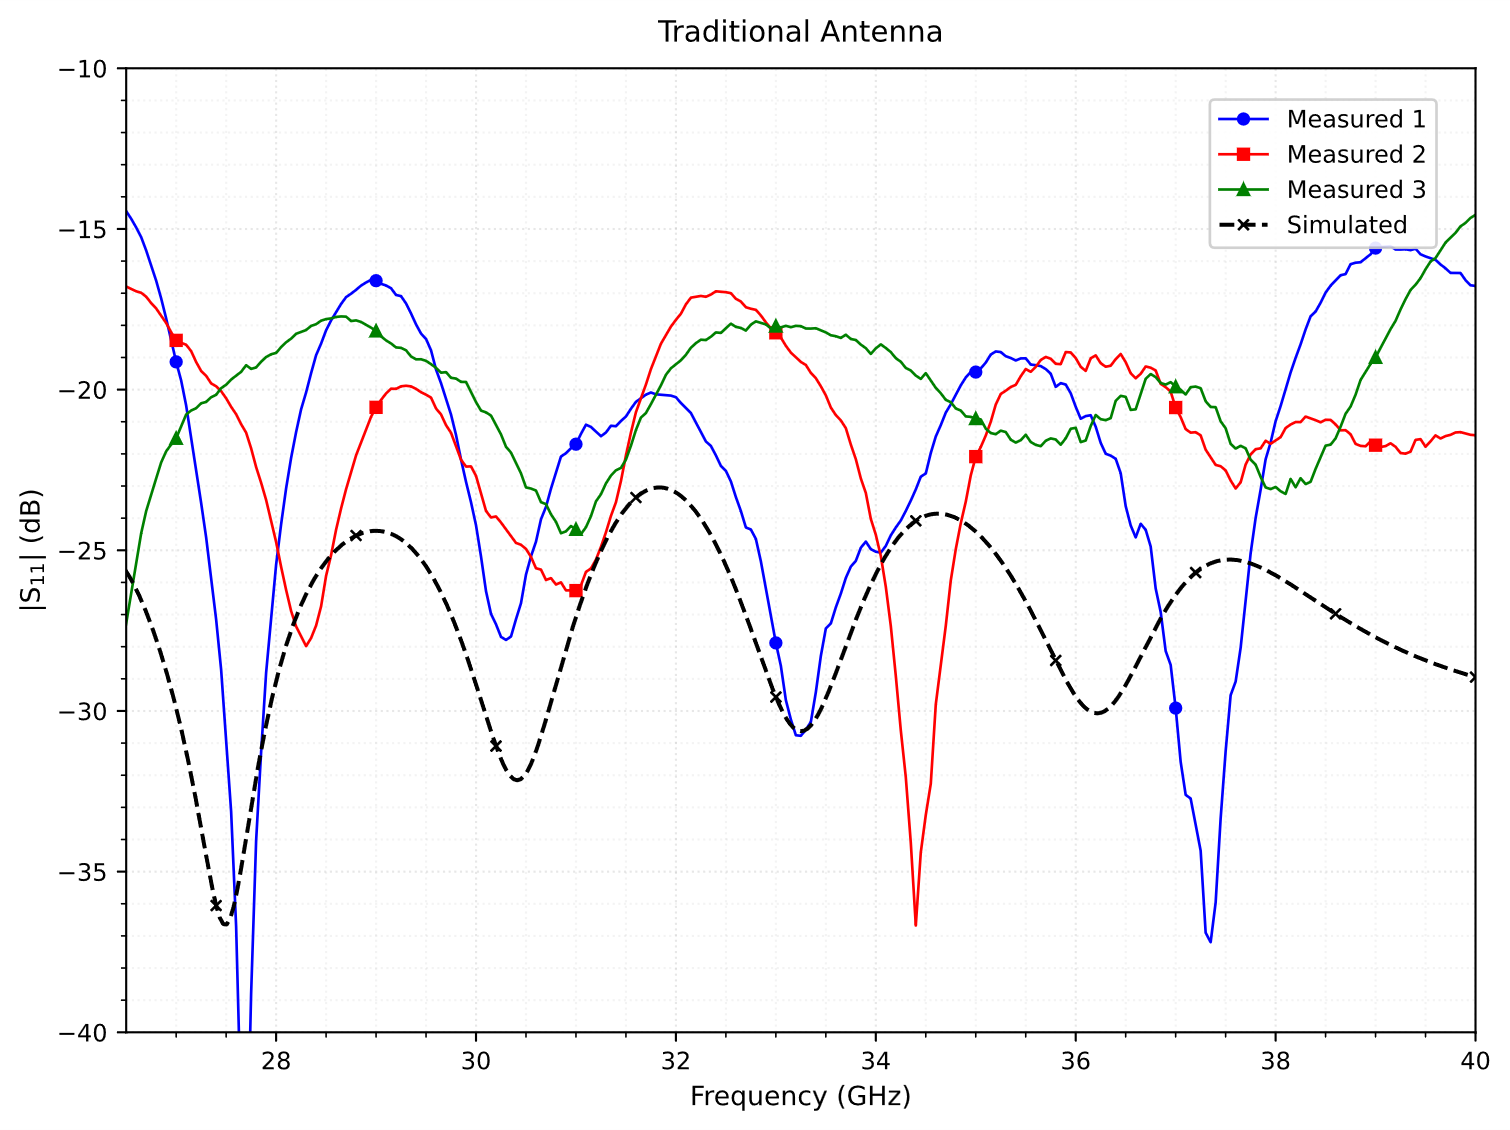 Traditional Antenna
−10
−15
−20
−25
−30
−35
−40
|S11| (dB)
28
30
32
34
36
38
40
Frequency (GHz)
Measured 1
Measured 2
Measured 3
Simulated